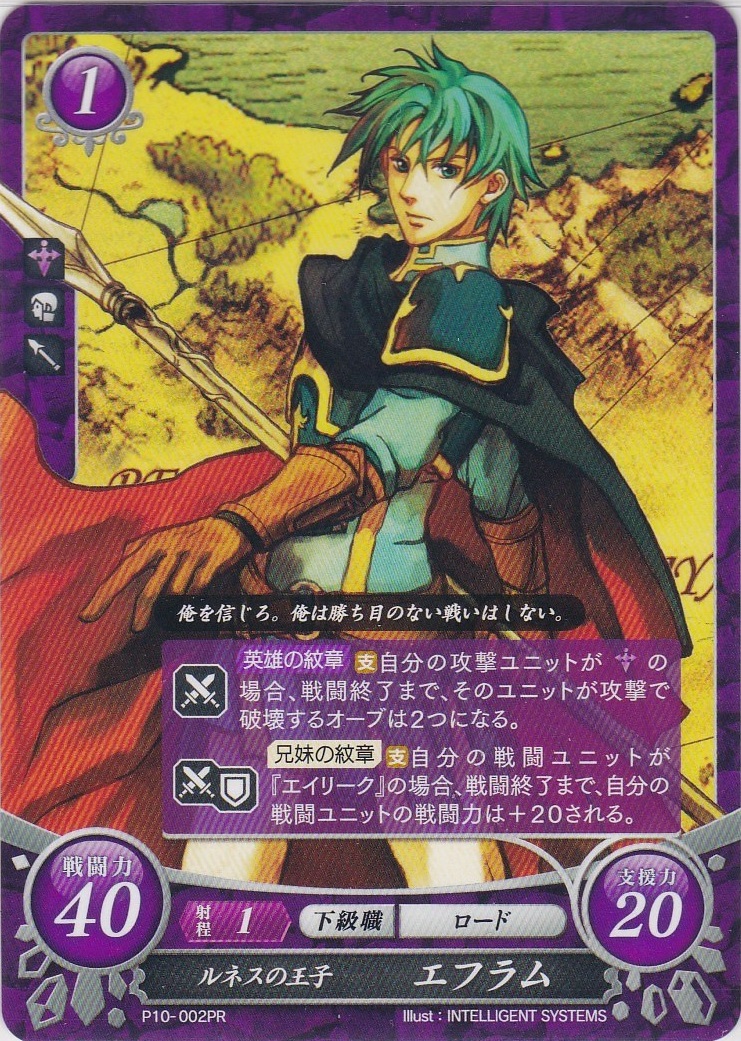 1
俺を信じろ。俺は勝ち目のない戦いはしない。
英雄の紋章 支 自分の攻撃ユニットが の
場合、戦闘終了まで、そのユニットが攻撃で
破壊するオーブは2つになる。
兄妹の紋章 支 自分の戦闘ユニットが
『エイリーク』の場合、戦闘終了まで、自分の
戦闘ユニットの戦闘力は+20される。
戦闘力
40
射程 1 下級職 ロード
支援力
20
ルネスの王子 エフラム
P10-002PR Illust : INTELLIGENT SYSTEMS